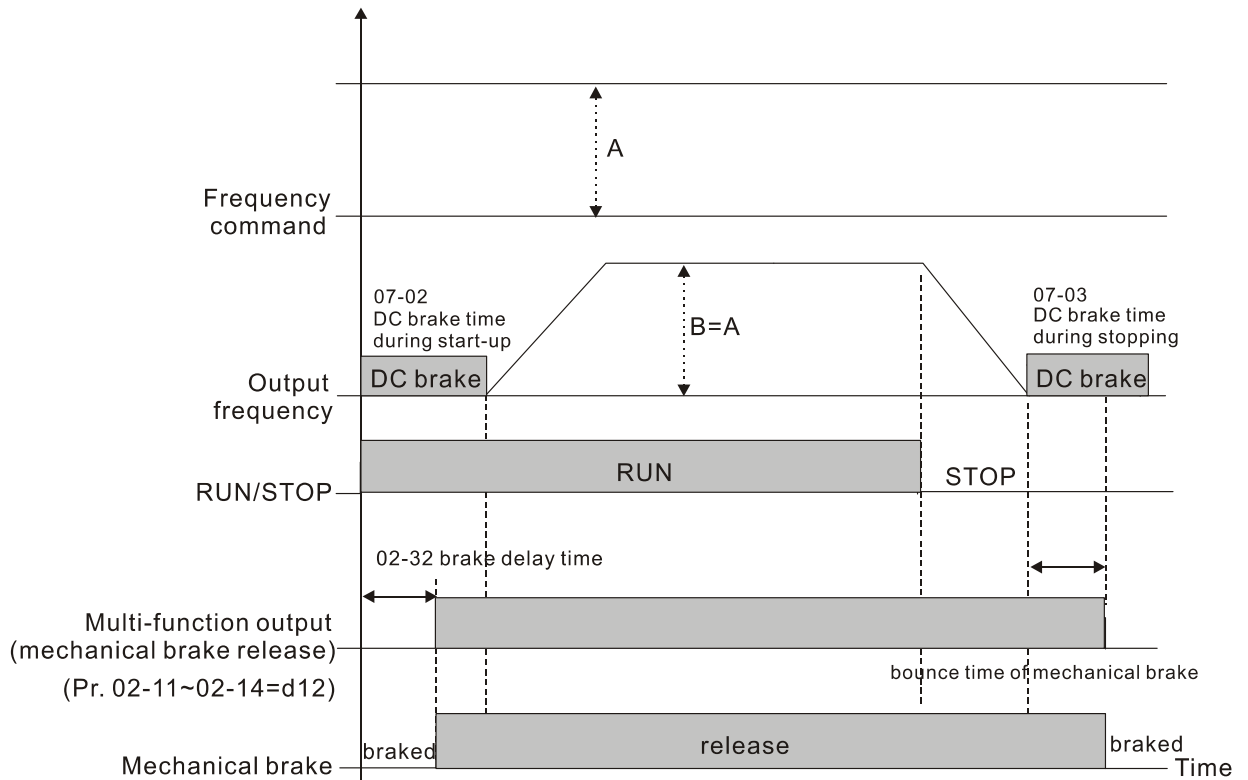 A
Frequency
command
07-02
DC brake time
during start-up
07-03
DC brake time
during stopping
B=A
DC brake
DC brake
Output
frequency
RUN
STOP
RUN/STOP
02-32 brake delay time
Multi-function output
(mechanical brake release)
(Pr. 02-11~02-14=d12)
bounce time of mechanical brake
braked
release
braked
Mechanical brake
Time